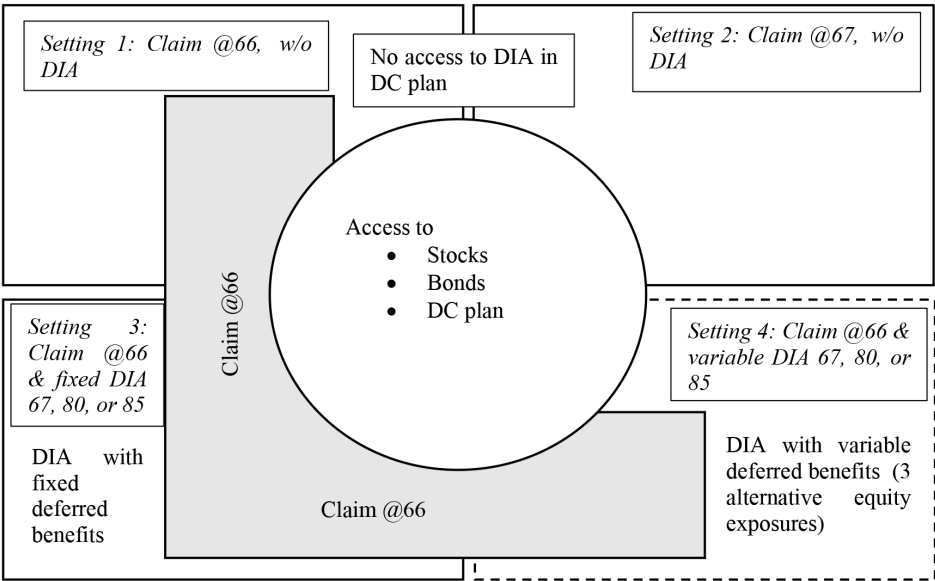 Setting 1: Claim @66, w/o
DIA
No access to DIA in
DC plan
Setting 2: Claim @67, w/o
DIA
Access to
• Stocks
• Bonds
• DC plan
Claim @66
Setting 3:
Claim @66
& fixed DIA
67, 80, or 85
DIA with
fixed
deferred
benefits
Claim @66
Setting 4: Claim @66 &
variable DIA 67, 80, or
85
DIA with variable
deferred benefits (3
alternative equity
exposures)